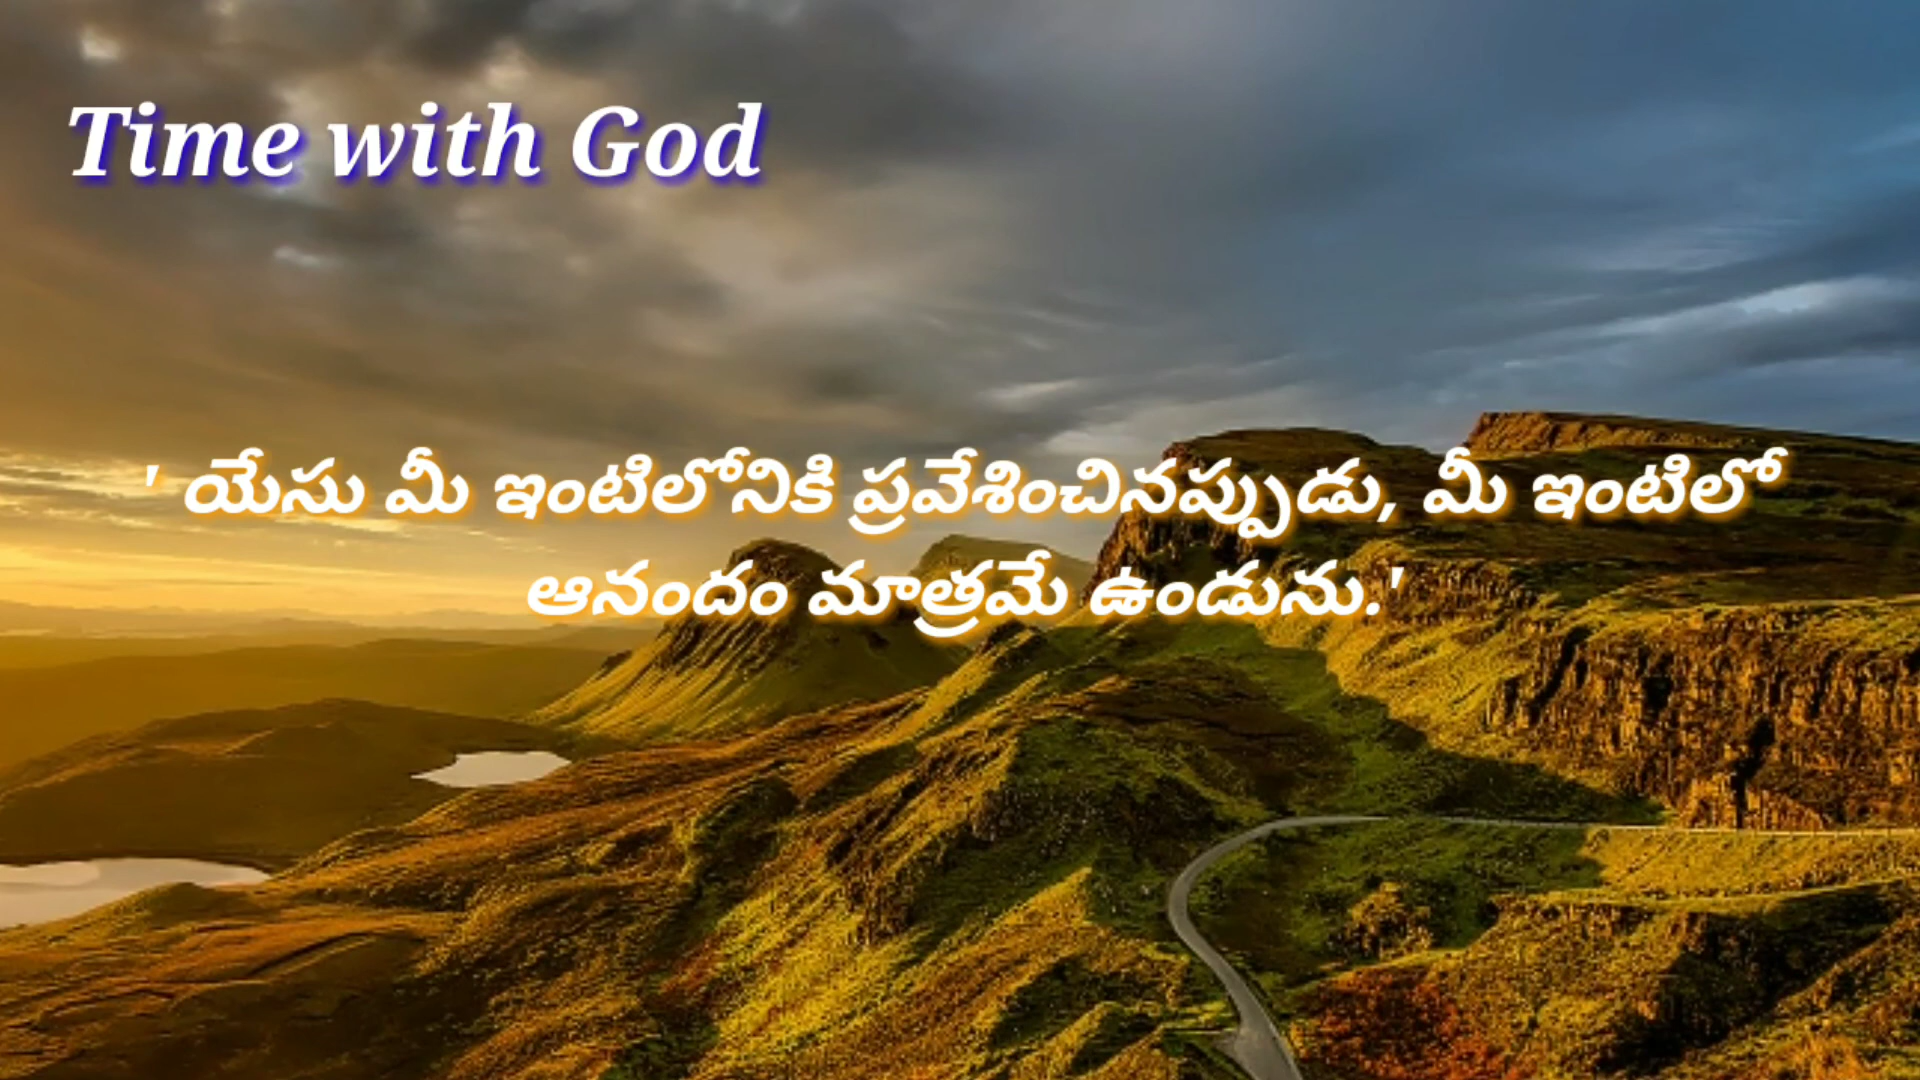 Time with God
' యేసు మీ ఇంటిలోనికి ప్రవేశించినప్పుడు, మీ ఇంటిలో
ఆనందం మాత్రమే ఉండును.'